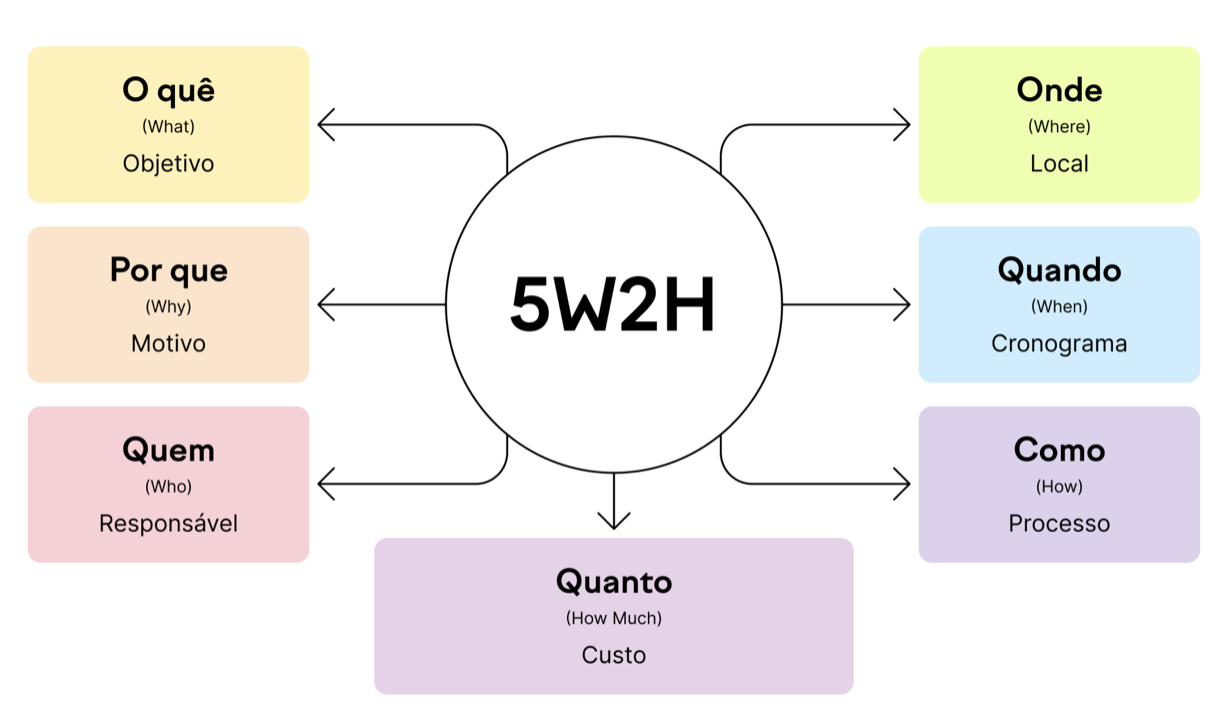 O quê
(What)
Objetivo
Por que
(Why)
Motivo
Quem
(Who)
Responsável
5W2H
Onde
(Where)
Local
Quando
(When)
Cronograma
Como
(How)
Processo
Quanto
(How Much)
Custo